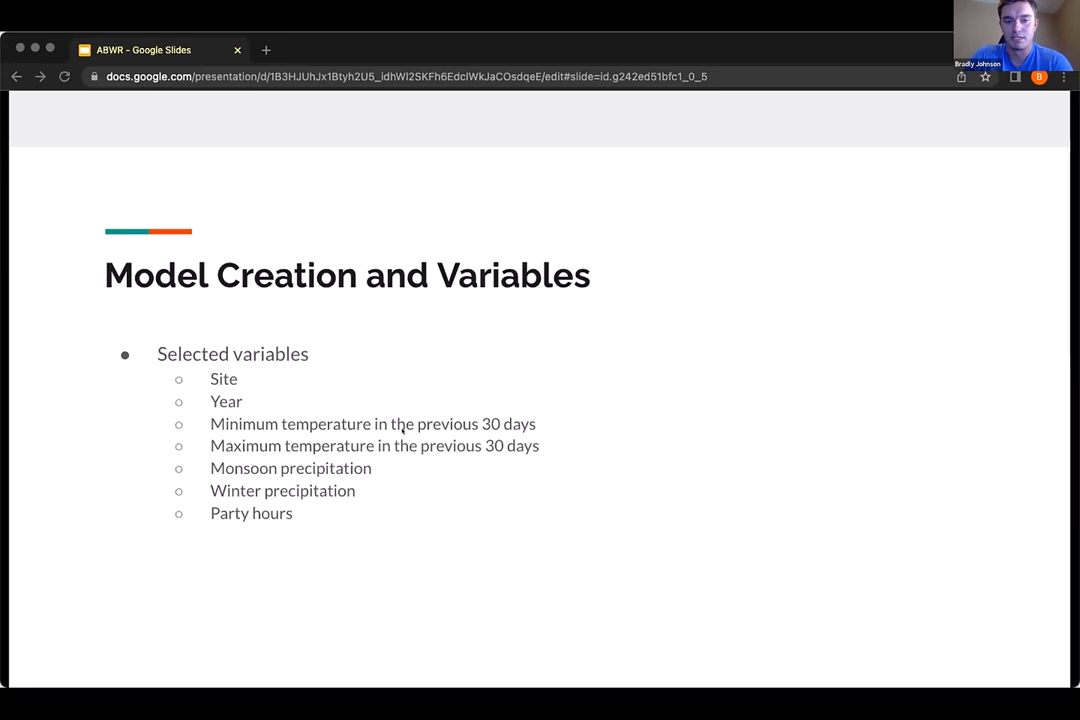 ABWR - Google Slides
docs.google.com/presentation/d/1B3HJUhJx1Btyh2U5_idhWI2SKFh6EdclWkJaCOsdqeE/edit#slide=id.g242ed51bfc1_0_5
B
Bradly Johnson
Model Creation and Variables
Selected variables
Site
Year
Minimum temperature in the previous 30 days
Maximum temperature in the previous 30 days
Monsoon precipitation
Winter precipitation
Party hours